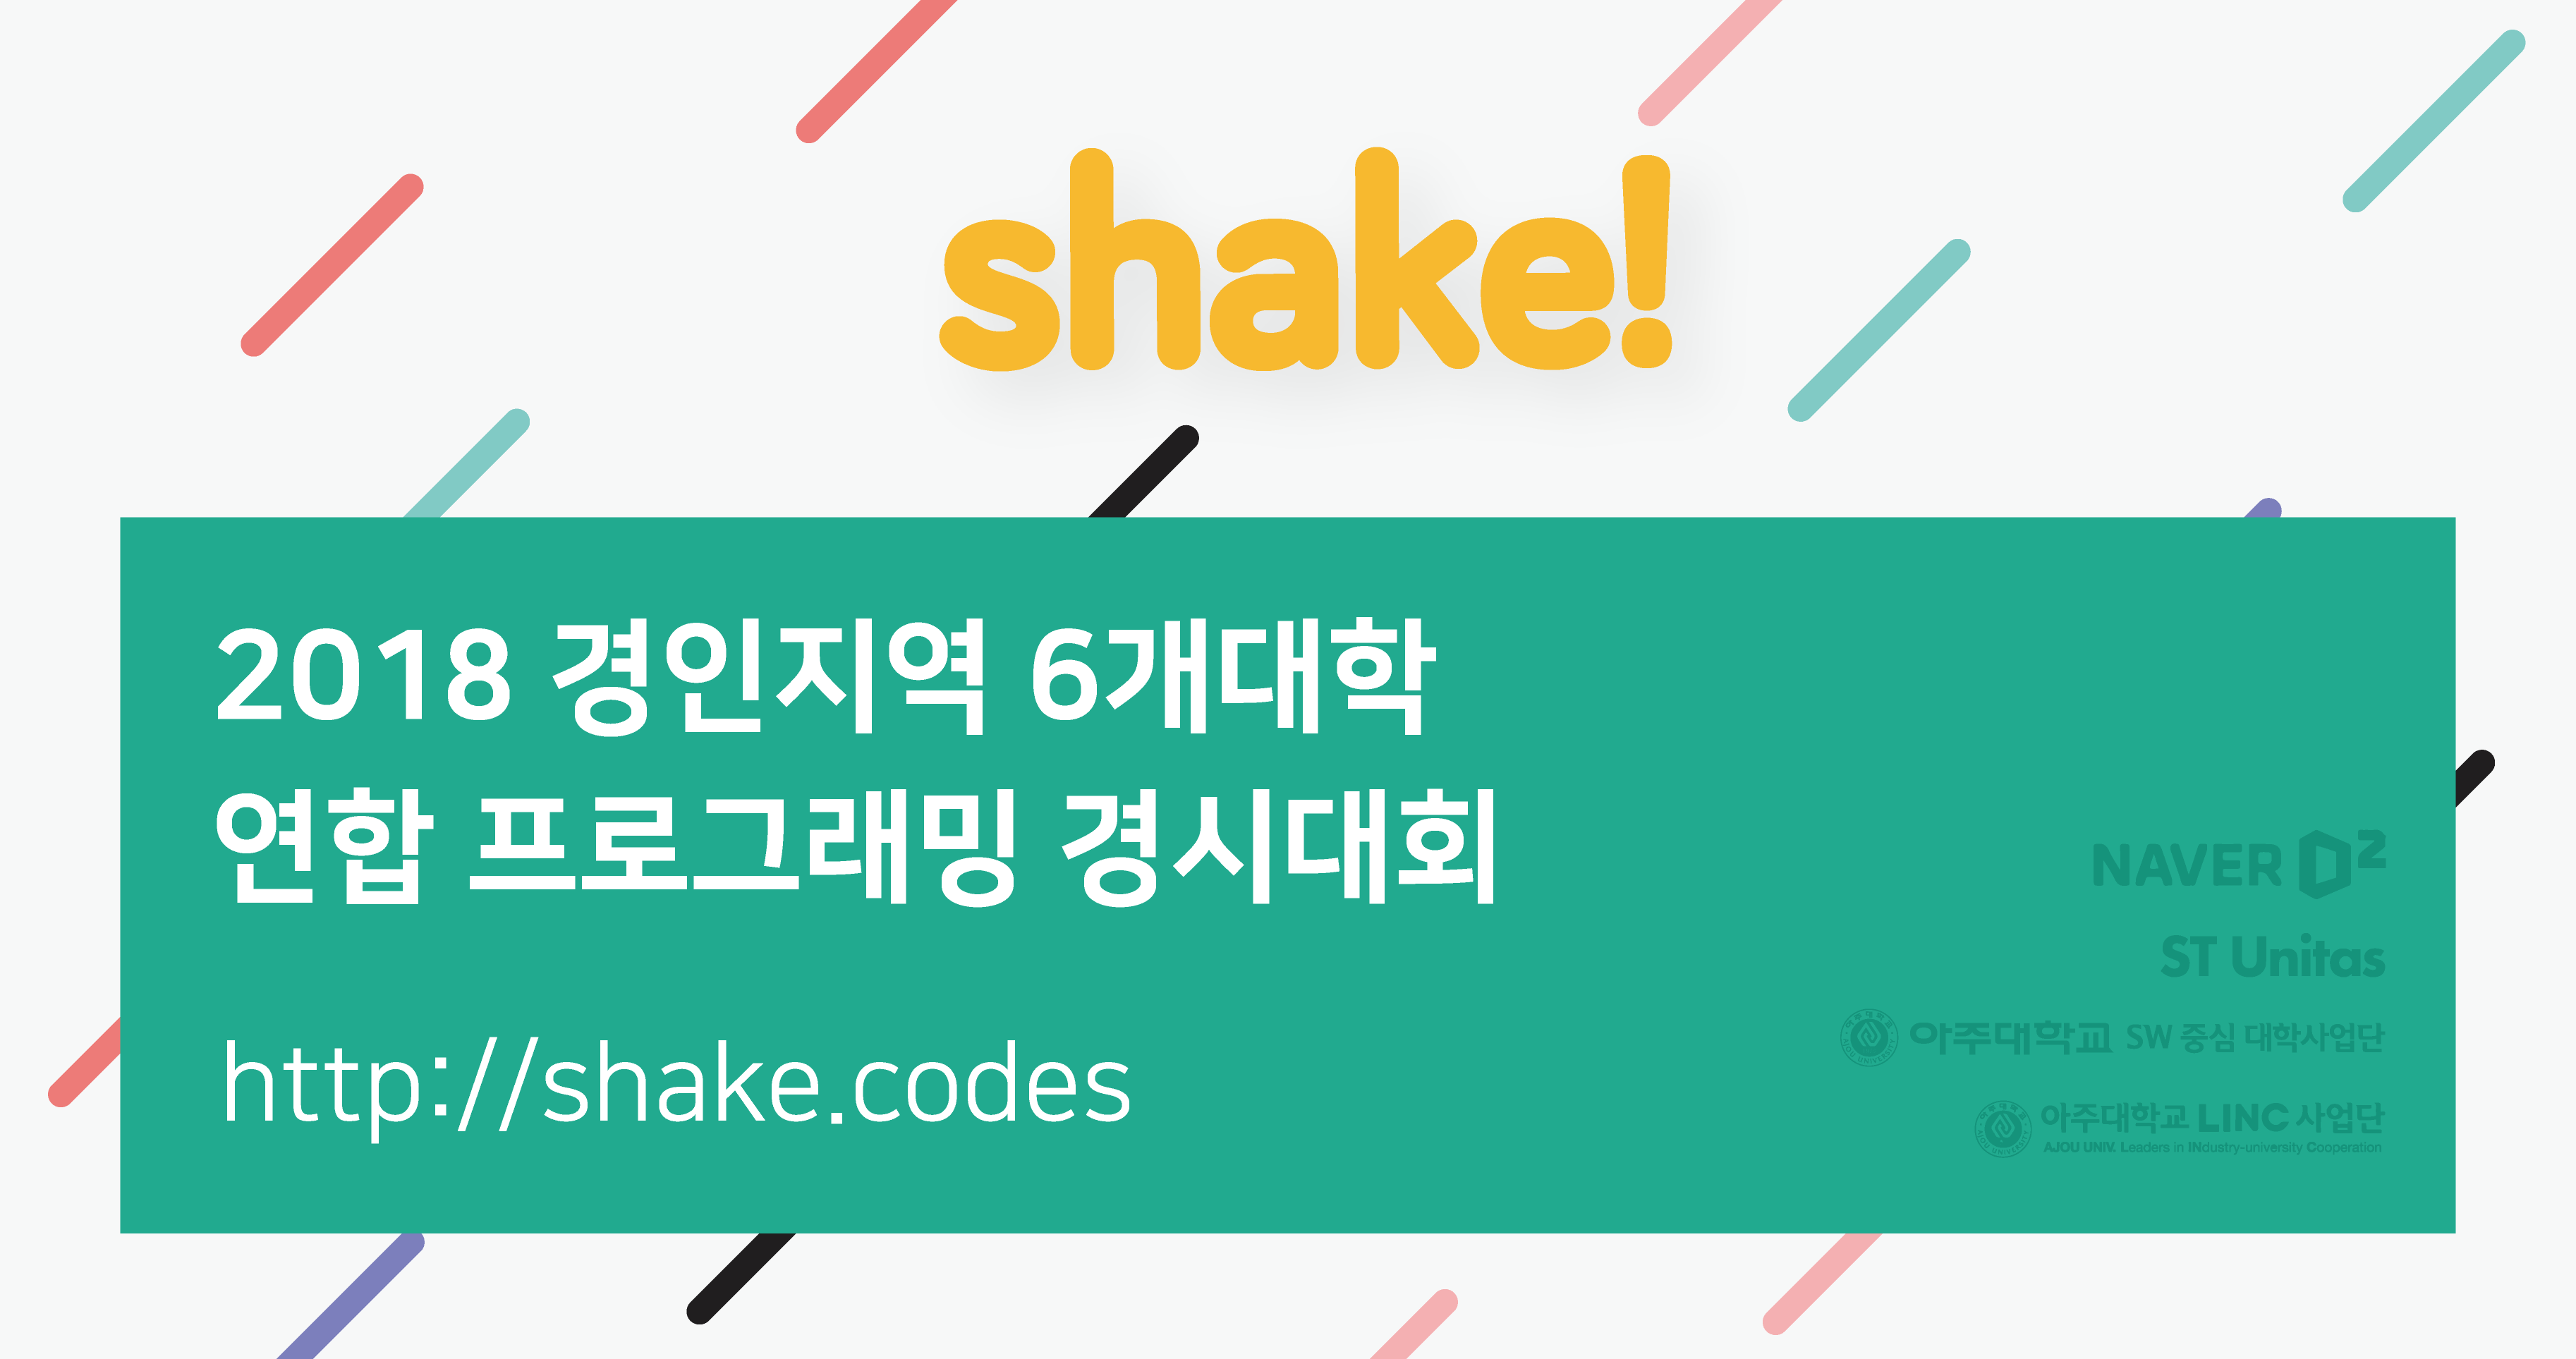 shake!
2018 경인지역 6개대학
연합 프로그래밍 경시대회
http://shake.codes
NAVER D2
ST Unitas
아주대학교 SW 중심 대학사업단
아주대학교 LINC 사업단
AJOU UNIV. Leaders in INdustry-university Cooperation